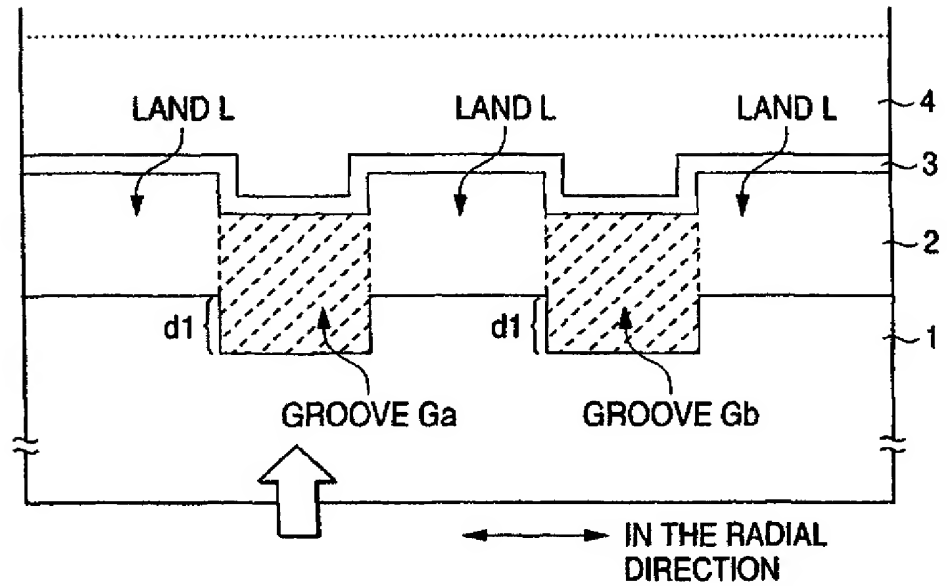 LAND L LAND L LAND L 4
3
2
d1 d1 1
GROOVE Ga GROOVE Gb
IN THE RADIAL
DIRECTION